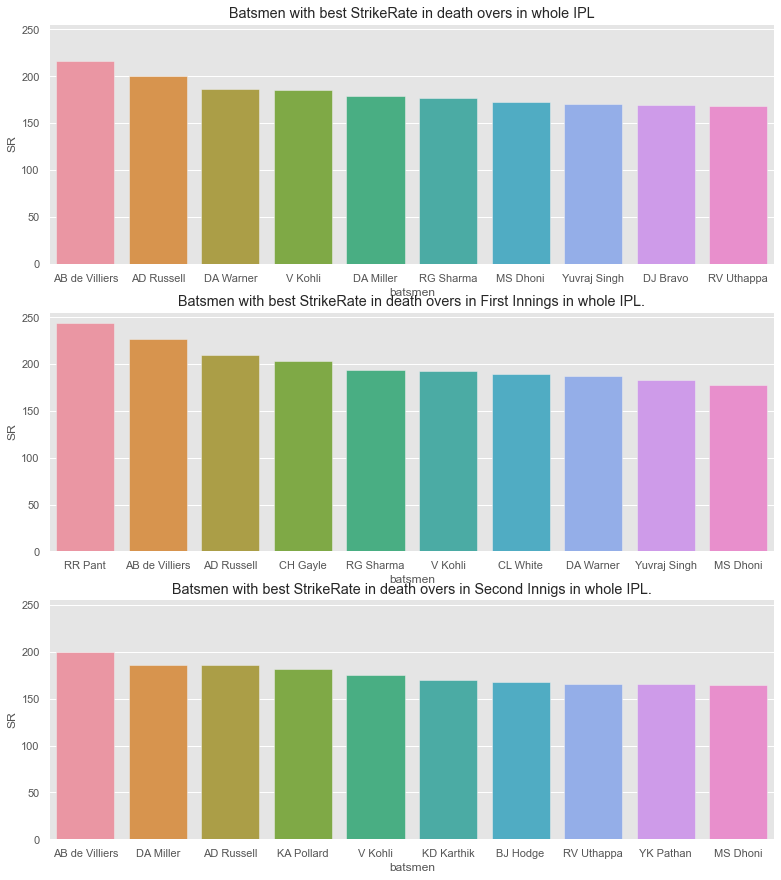 Batsmen with best StrikeRate in death overs in whole IPL
250
200
150
100
50
0
SR
AB de Villiers AD Russell DA Warner V Kohli DA Miller RG Sharma MS Dhoni Yuvraj Singh DJ Bravo RV Uthappa
batsmen
Batsmen with best StrikeRate in death overs in First Innings in whole IPL.
250
200
150
100
50
0
SR
RR Pant AB de Villiers AD Russell CH Gayle RG Sharma V Kohli CL White DA Warner Yuvraj Singh MS Dhoni
batsmen
Batsmen with best StrikeRate in death overs in Second Innigs in whole IPL.
250
200
150
100
50
0
SR
AB de Villiers DA Miller AD Russell KA Pollard V Kohli KD Karthik BJ Hodge RV Uthappa YK Pathan MS Dhoni
batsmen